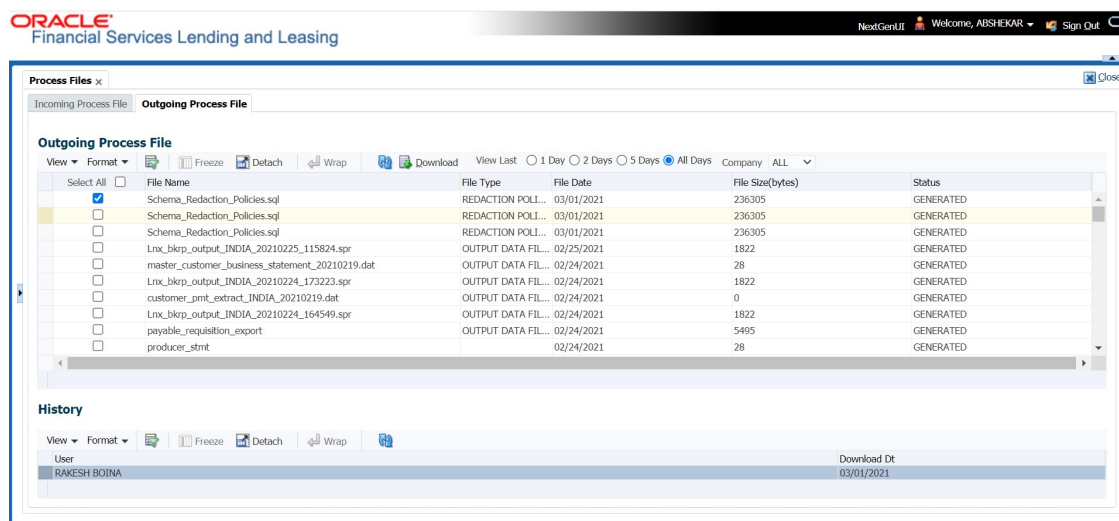 ORACLE
Financial Services Lending and Leasing
NextGenUI Welcome, ABSHEKAR Sign Out
Process Files x Close
Incoming Process File Outgoing Process File
Outgoing Process File
View Format Freeze Detach Wrap Download View Last 1 Day 2 Days 5 Days All Days Company ALL
Select All File Name File Type File Date File Size(bytes) Status
Schema_Redaction_Policies.sql REDACTION POLI... 03/01/2021 236305 GENERATED
Schema_Redaction_Policies.sql REDACTION POLI... 03/01/2021 236305 GENERATED
Schema_Redaction_Policies.sql REDACTION POLI... 03/01/2021 236305 GENERATED
Lnx_bkrp_output_INDIA_20210225_115824.spr OUTPUT DATA FIL... 02/25/2021 1822 GENERATED
master_customer_business_statement_20210219.dat OUTPUT DATA FIL... 02/24/2021 28 GENERATED
Lnx_bkrp_output_INDIA_20210224_173223.spr OUTPUT DATA FIL... 02/24/2021 1822 GENERATED
customer_pmt_extract_INDIA_20210219.dat OUTPUT DATA FIL... 02/24/2021 0 GENERATED
Lnx_bkrp_output_INDIA_20210224_164549.spr OUTPUT DATA FIL... 02/24/2021 1822 GENERATED
payable_requisition_export OUTPUT DATA FIL... 02/24/2021 5495 GENERATED
producer_stmt 02/24/2021 28 GENERATED
History
View Format Freeze Detach Wrap
User Download Dt
RAKESH BOINA 03/01/2021